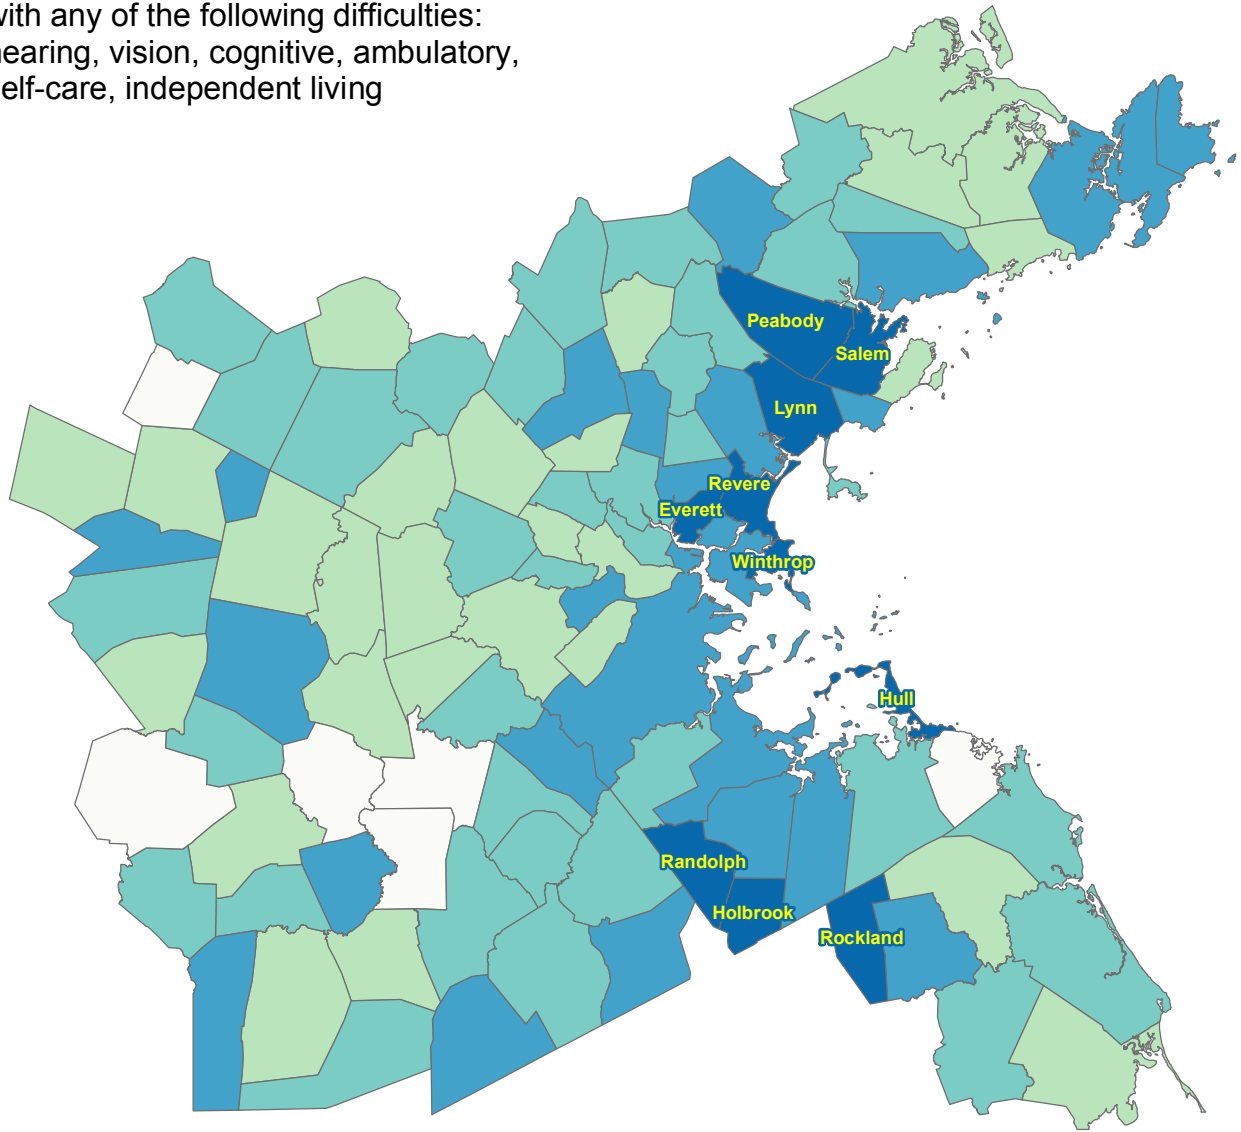 with any of the following difficulties:
hearing, vision, cognitive, ambulatory,
self-care, independent living
Peabody
Salem
Lynn
Revere
Everett
Winthrop
Hull
Randolph
Holbrook
Rockland